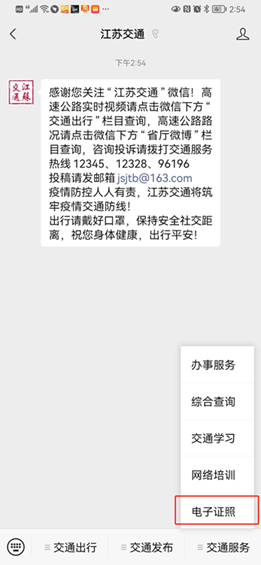 2:54
江苏交通
下午2:54
江苏
交通
感谢您关注“江苏交通”微信！高
速公路实时视频请点击微信下方“
交通出行”栏目查询，高速公路路
况请点击微信下方“省厅微博”栏
目查询，咨询投诉请拨打交通服务
热线 12345、12328、96196
投稿请发邮箱 jsjtb@163.com
疫情防控人人有责，江苏交通将筑
牢疫情交通防线！
出行请戴好口罩，保持安全社交距
离，祝您身体健康，出行平安！
办事服务
综合查询
交通学习
网络培训
电子证照
交通出行
交通发布
交通服务